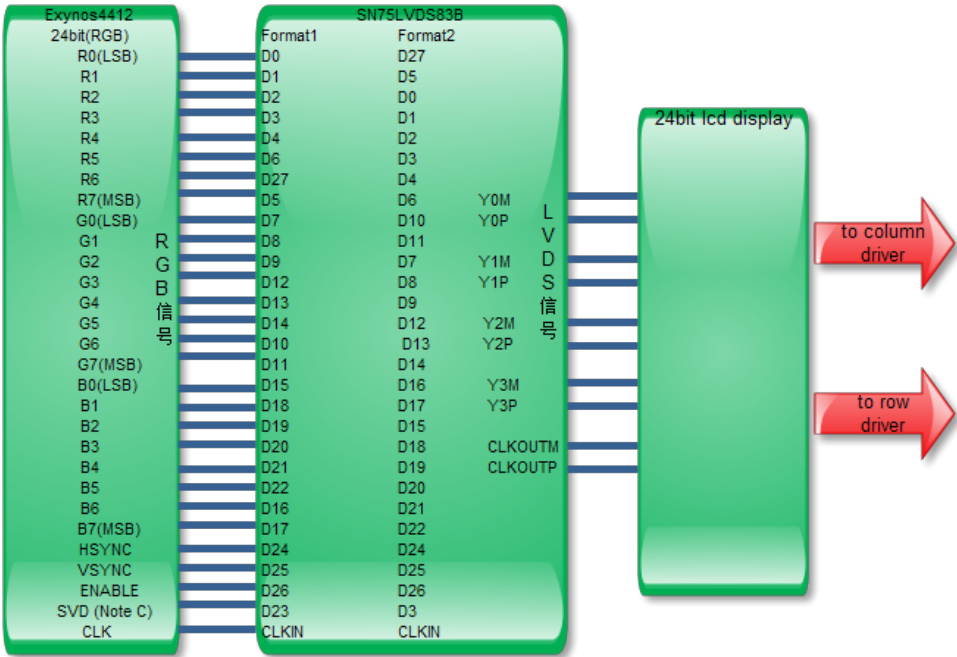 Exynos4412
24bit(RGB)
R0(LSB)
R1
R2
R3
R4
R5
R6
R7(MSB)
G0(LSB)
G1
G2
G3
G4
G5
G6
G7(MSB)
B0(LSB)
B1
B2
B3
B4
B5
B6
B7(MSB)
HSYNC
VSYNC
ENABLE
SVD (Note C)
CLK
RGB信号
SN75LVDS83B
Format1 Format2
D0 D27
D1 D5
D2 D0
D3 D1
D4 D2
D6 D3
D27 D4
D5 D6 Y0M
D7 D10 Y0P
D8 D11
D9 D7 Y1M
D12 D8 Y1P
D13 D9
D14 D12 Y2M
D10 D13 Y2P
D11 D14
D15 D16 Y3M
D18 D17 Y3P
D19 D15
D20 D18 CLKOUTM
D21 D19 CLKOUTP
D22 D20
D16 D21
D17 D22
D24 D24
D25 D25
D26 D26
D23 D3
CLKIN CLKIN
LVDS信号
24bit lcd display
to column
driver
to row
driver